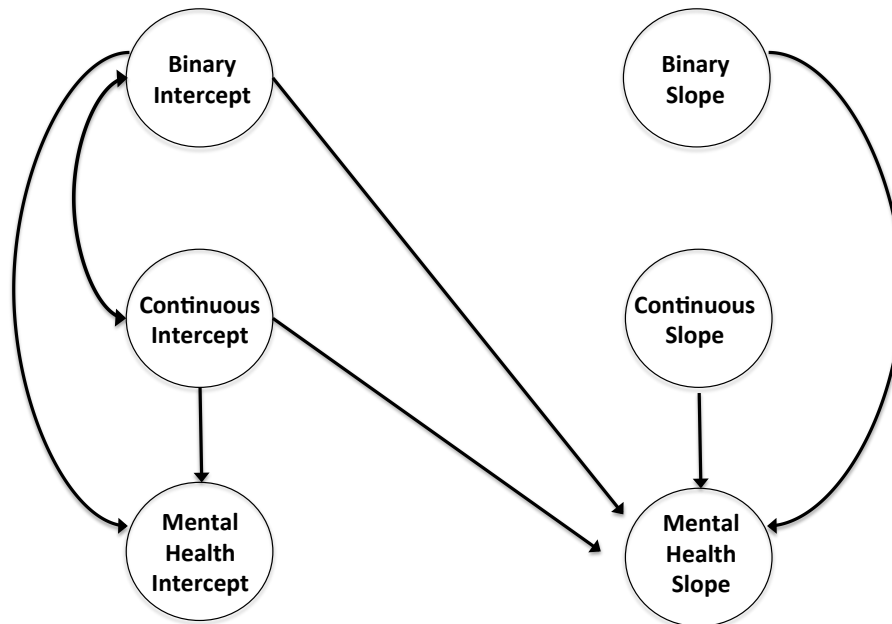 Binary
Intercept
Binary
Slope
Continuous
Intercept
Continuous
Slope
Mental
Health
Intercept
Mental
Health
Slope